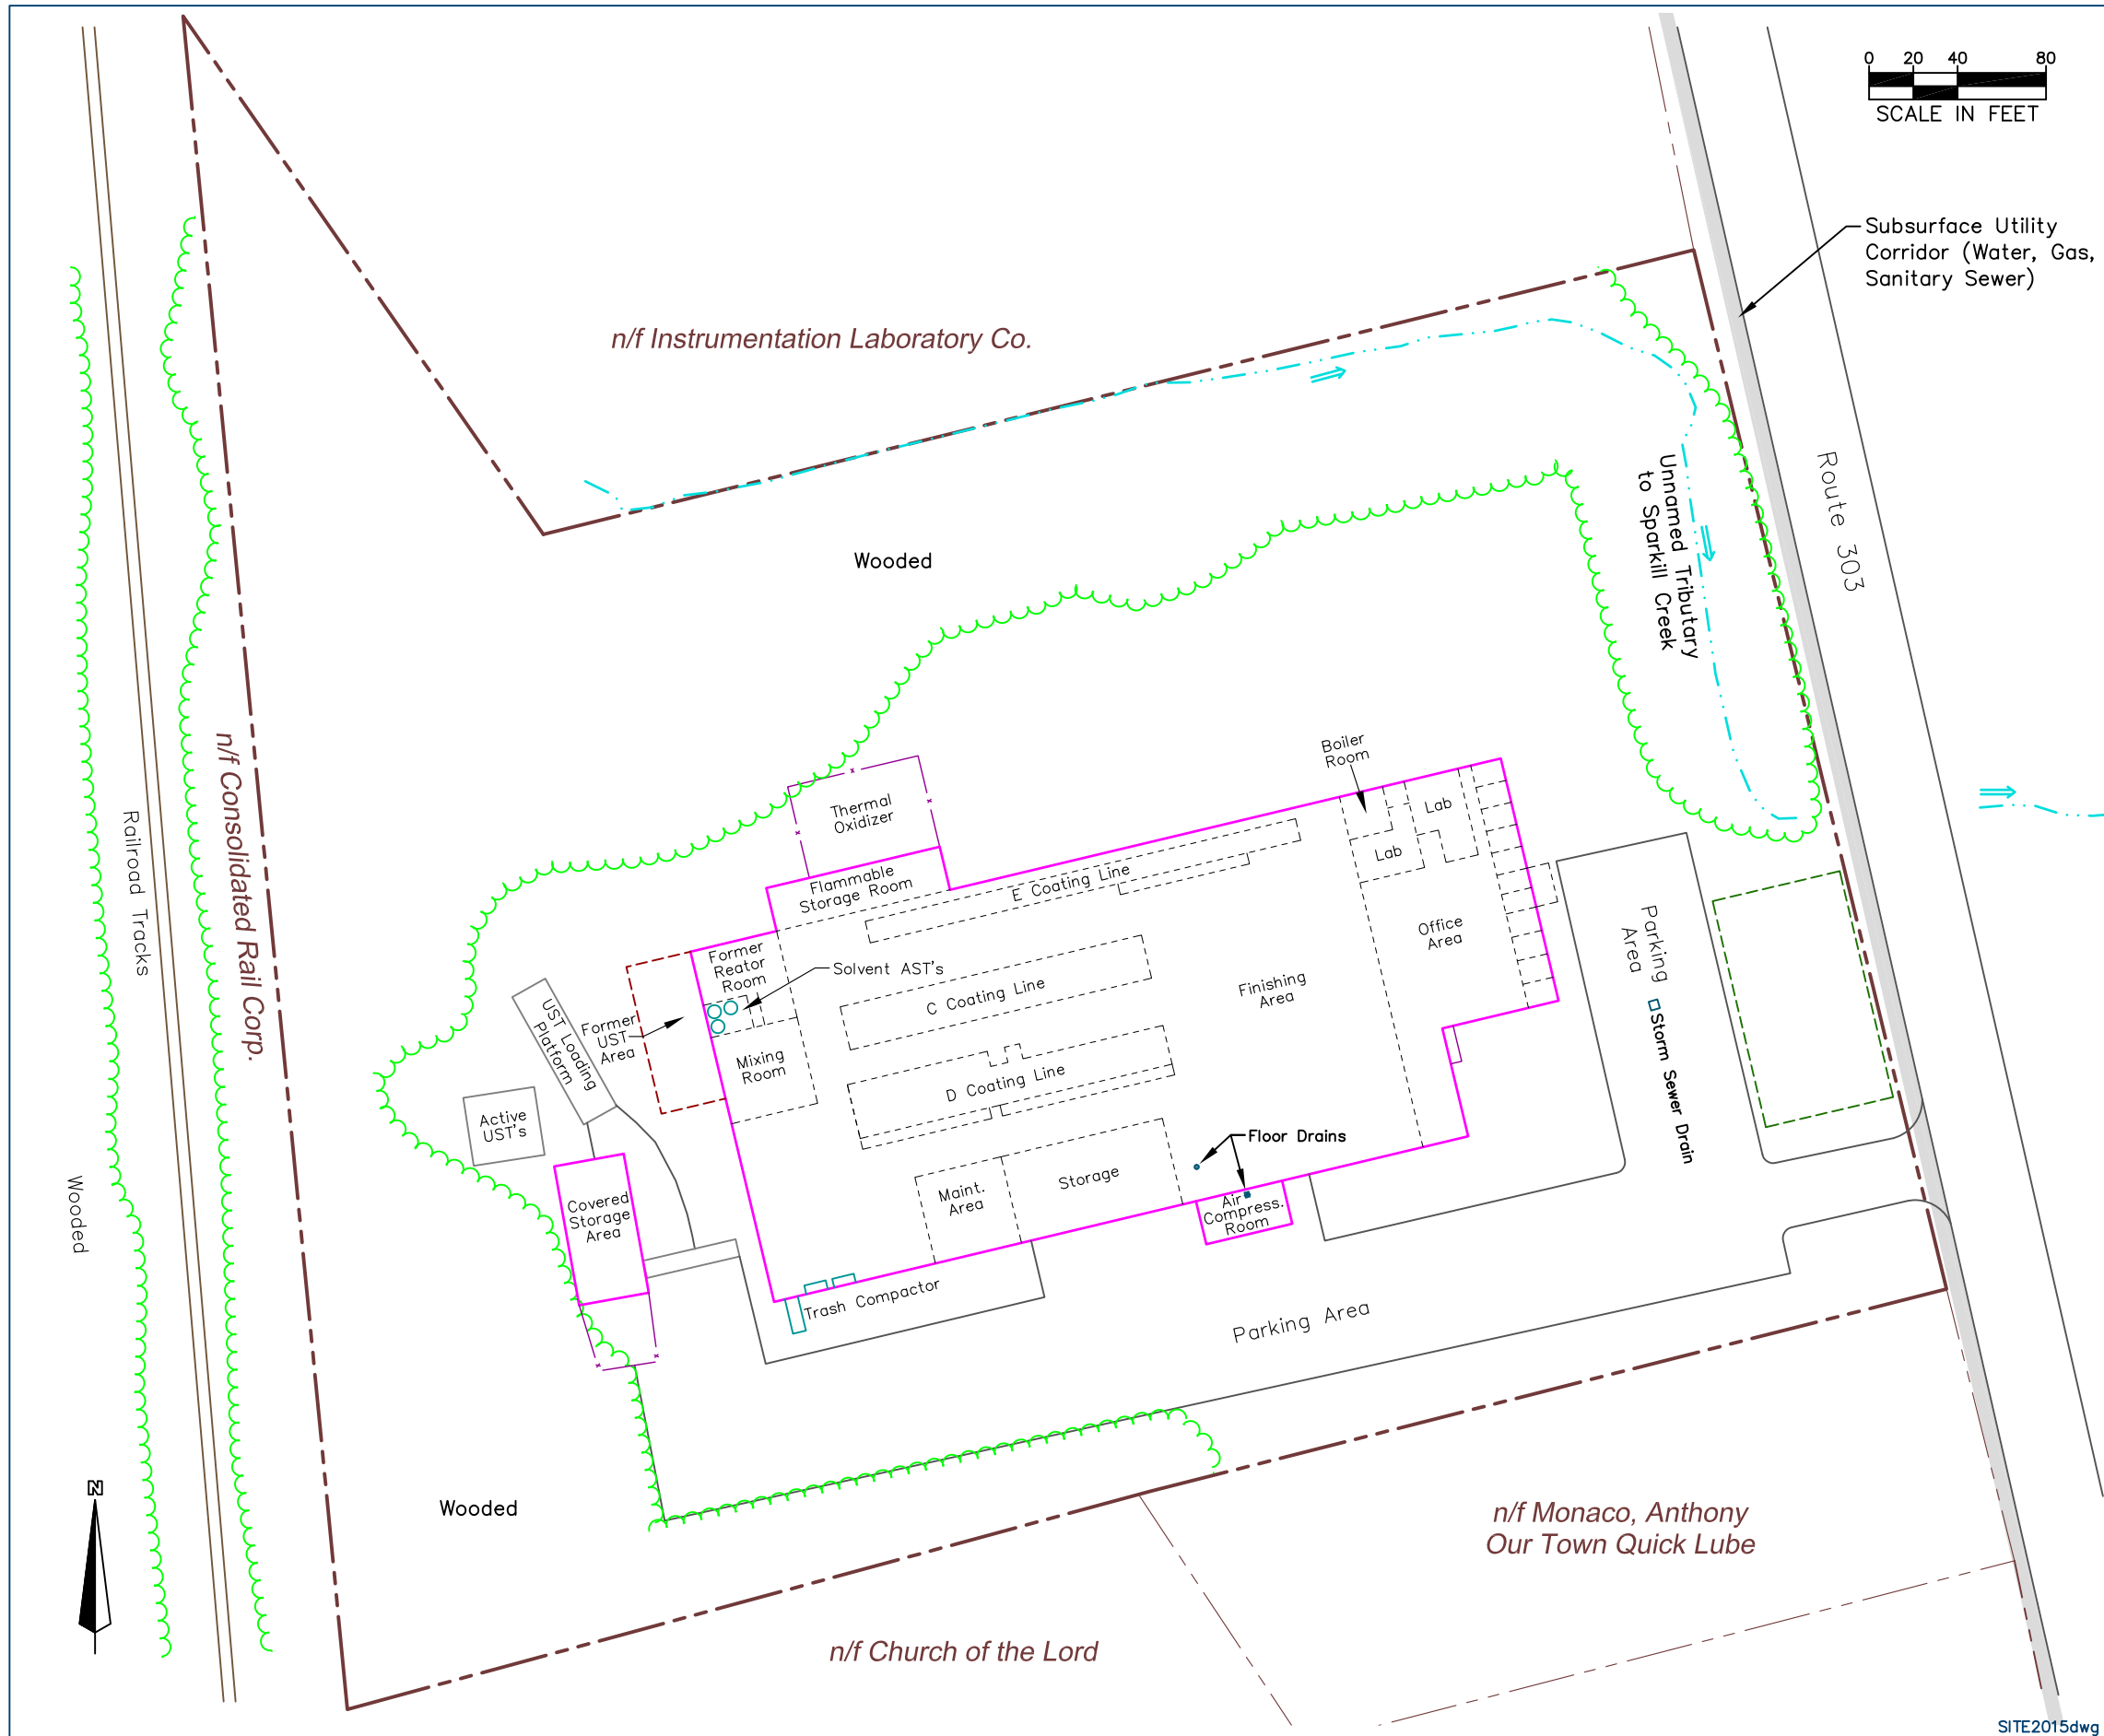 0 20 40 80
SCALE IN FEET
Subsurface Utility
Corridor (Water, Gas,
Sanitary Sewer)
n/f Instrumentation Laboratory Co.
Route 303
Unnamed Tributary
to Sparkill Creek
Wooded
n/f Consolidated Rail Corp.
Railroad Tracks
Wooded
Boiler
Room
Thermal
Oxidizer
Lab
Lab
Flammable
Storage Room
E Coating Line
Office
Area
Parking
Area
Former
Reator
Room
Solvent AST's
C Coating Line
Finishing
Area
UST Loading
Platform
Former
UST
Area
Mixing
Room
D Coating Line
Storm Sewer Drain
Active
UST's
Floor Drains
Covered
Storage
Area
Maint.
Area
Storage
Air
Compress.
Room
Trash Compactor
Parking Area
N
Wooded
n/f Monaco, Anthony
Our Town Quick Lube
n/f Church of the Lord
SITE2015dwg